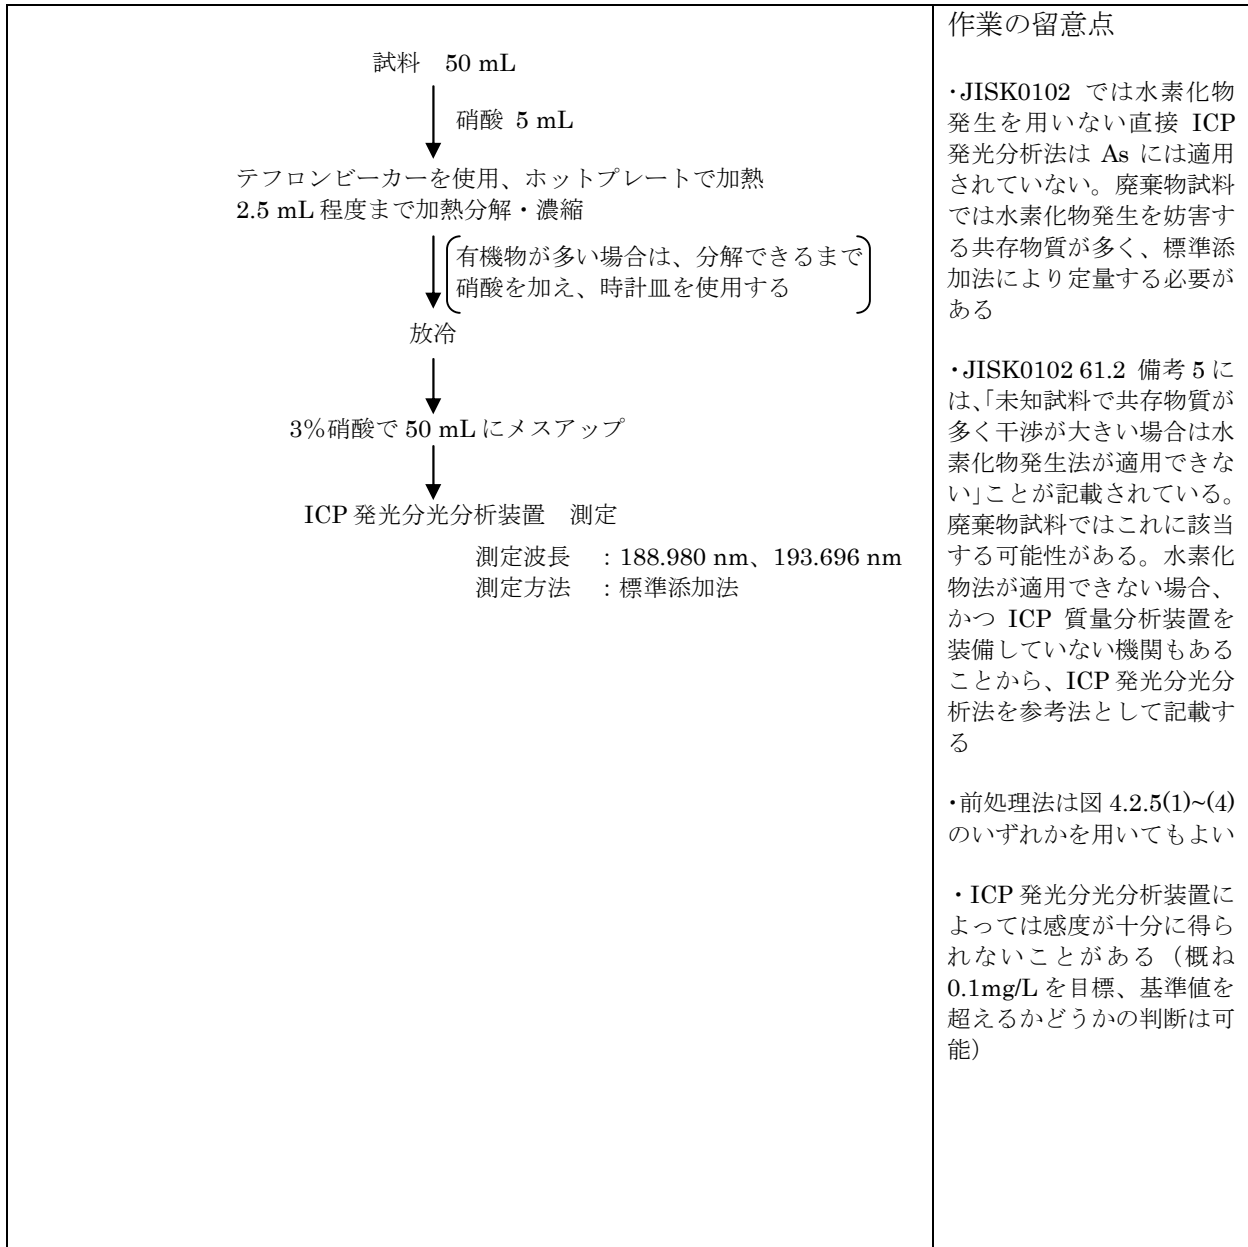 試料 50 mL
硝酸 5 mL
テフロンビーカーを使用、ホットプレートで加熱
2.5 mL 程度まで加熱分解・濃縮
有機物が多い場合は、分解できるまで
硝酸を加え、時計皿を使用する
放冷
3%硝酸で 50 mL にメスアップ
ICP 発光分光分析装置 測定
測定波長 : 188.980 nm、193.696 nm
測定方法 : 標準添加法
作業の留意点
・JISK0102 では水素化物
発生を用いない直接 ICP
発光分析法は As には適用
されていない。廃棄物試料
では水素化物発生を妨害す
る共存物質が多く、標準添
加法により定量する必要が
ある
・JISK0102 61.2 備考 5 に
は、「未知試料で共存物質が
多く干渉が大きい場合は水
素化物発生法が適用できな
い」ことが記載されている。
廃棄物試料ではこれに該当
する可能性がある。水素化
物法が適用できない場合、
かつ ICP 質量分析装置を
装備していない機関もある
ことから、ICP 発光分光分
析法を参考法として記載す
る
・前処理法は図 4.2.5(1)~(4)
のいずれかを用いてもよい
・ICP 発光分光分析装置に
よっては感度が十分に得ら
れないことがある（概ね
0.1mg/L を目標、基準値を
超えるかどうかの判断は可
能）